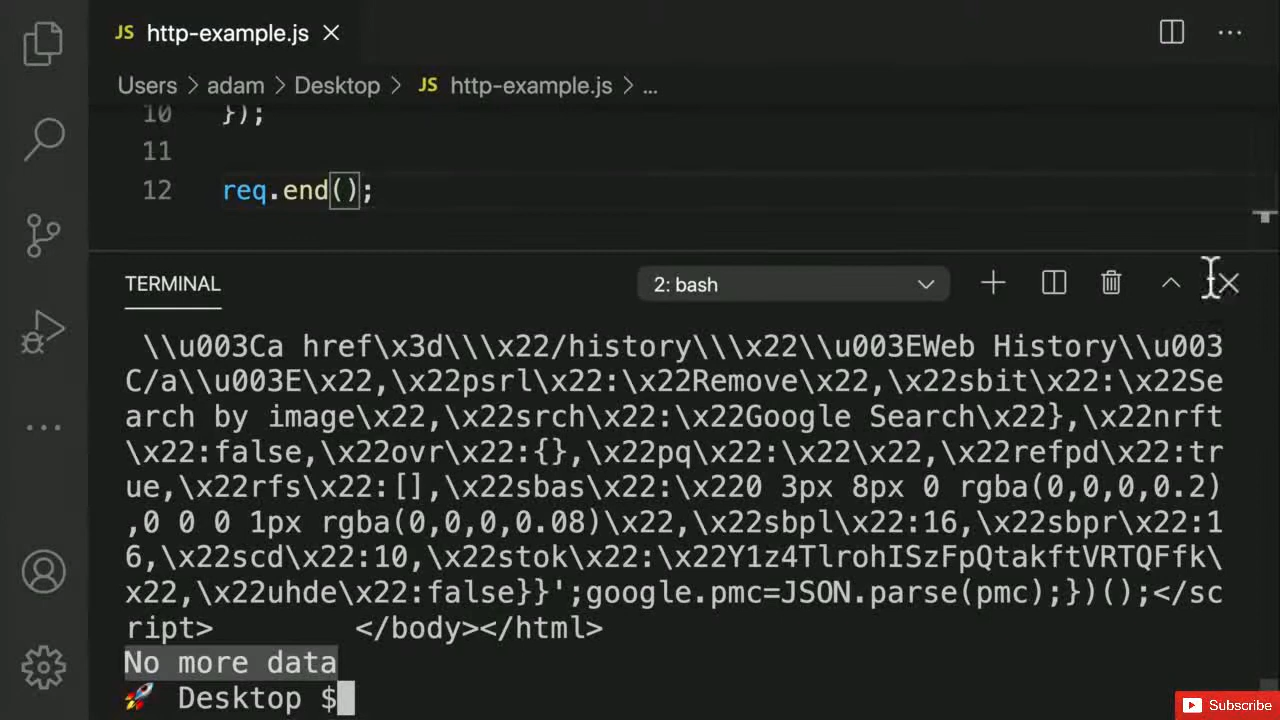 JS http-example.js
Users > adam > Desktop > JS http-example.js > ...
10 });
11
12 req.end();
TERMINAL
2: bash
\\u003Ca href\x3d\\\x22/history\\\x22\\u003EWeb History\\u003
C/a\\u003E\x22,\x22psrl\x22:\x22Remove\x22,\x22sbit\x22:\x22Se
arch by image\x22,\x22srch\x22:\x22Google Search\x22},\x22nrft
\x22:false,\x22ovr\x22:{},\x22pq\x22:\x22\x22,\x22refpd\x22:tr
ue,\x22rfs\x22:[],\x22sbas\x22:\x220 3px 8px 0 rgba(0,0,0,0.2)
,0 0 0 1px rgba(0,0,0,0.08)\x22,\x22sbpl\x22:16,\x22sbpr\x22:1
6,\x22scd\x22:10,\x22stok\x22:\x22Y1z4TlrohISzFpQtakftVRTQFfk\
x22,\x22uhde\x22:false}}';google.pmc=JSON.parse(pmc);})();</sc
ript>        </body></html>
No more data
🚀 Desktop $
Subscribe